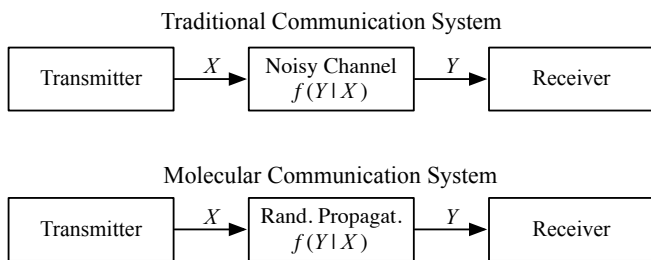 Traditional Communication System
Transmitter
X
Noisy Channel
f(Y|X)
Y
Receiver
Molecular Communication System
Transmitter
X
Rand. Propagat.
f(Y|X)
Y
Receiver